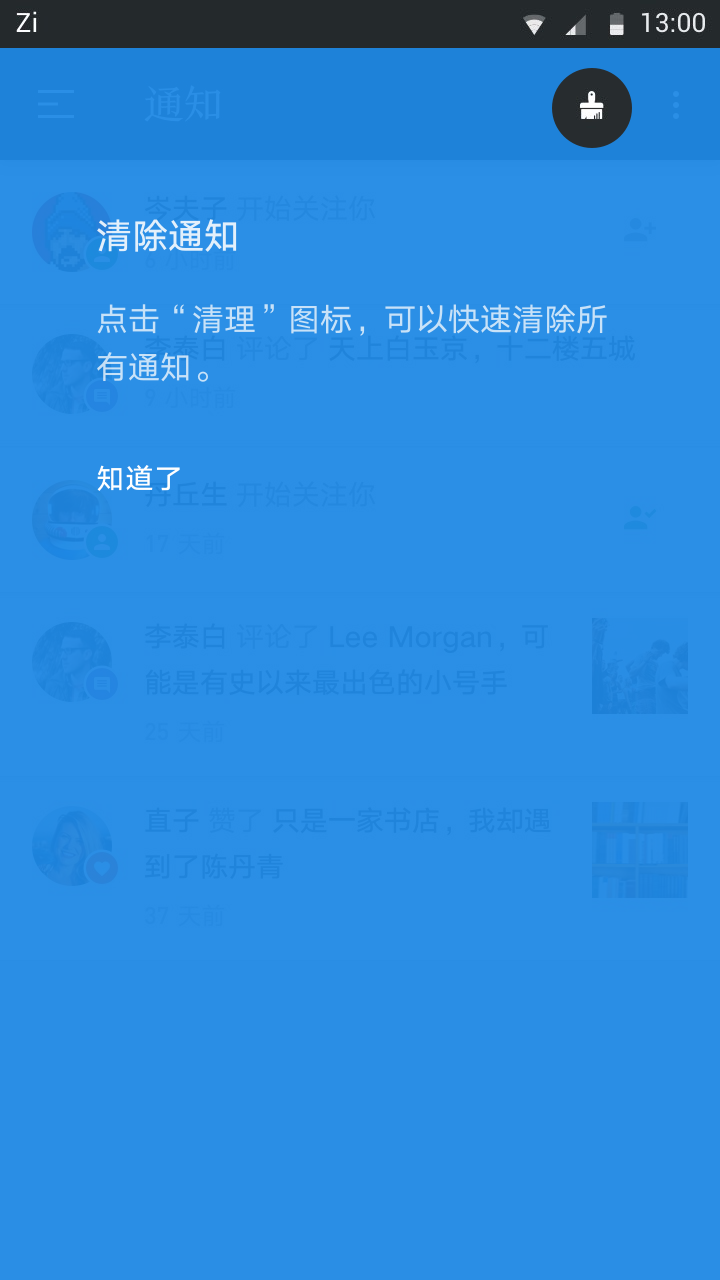 Zi 13:00
通知
岑夫子 开始关注你
清除通知
点击“清理”图标，可以快速清除所
有通知。
李泰白 评论了 天上白玉京，十二楼五城
9 小时前
知道了
丹丘生 开始关注你
17 天前
李泰白 评论了 Lee Morgan，可
能是有史以来最出色的小号手
25 天前
直子 赞了 只是一家书店，我却遇
到了陈丹青
37 天前